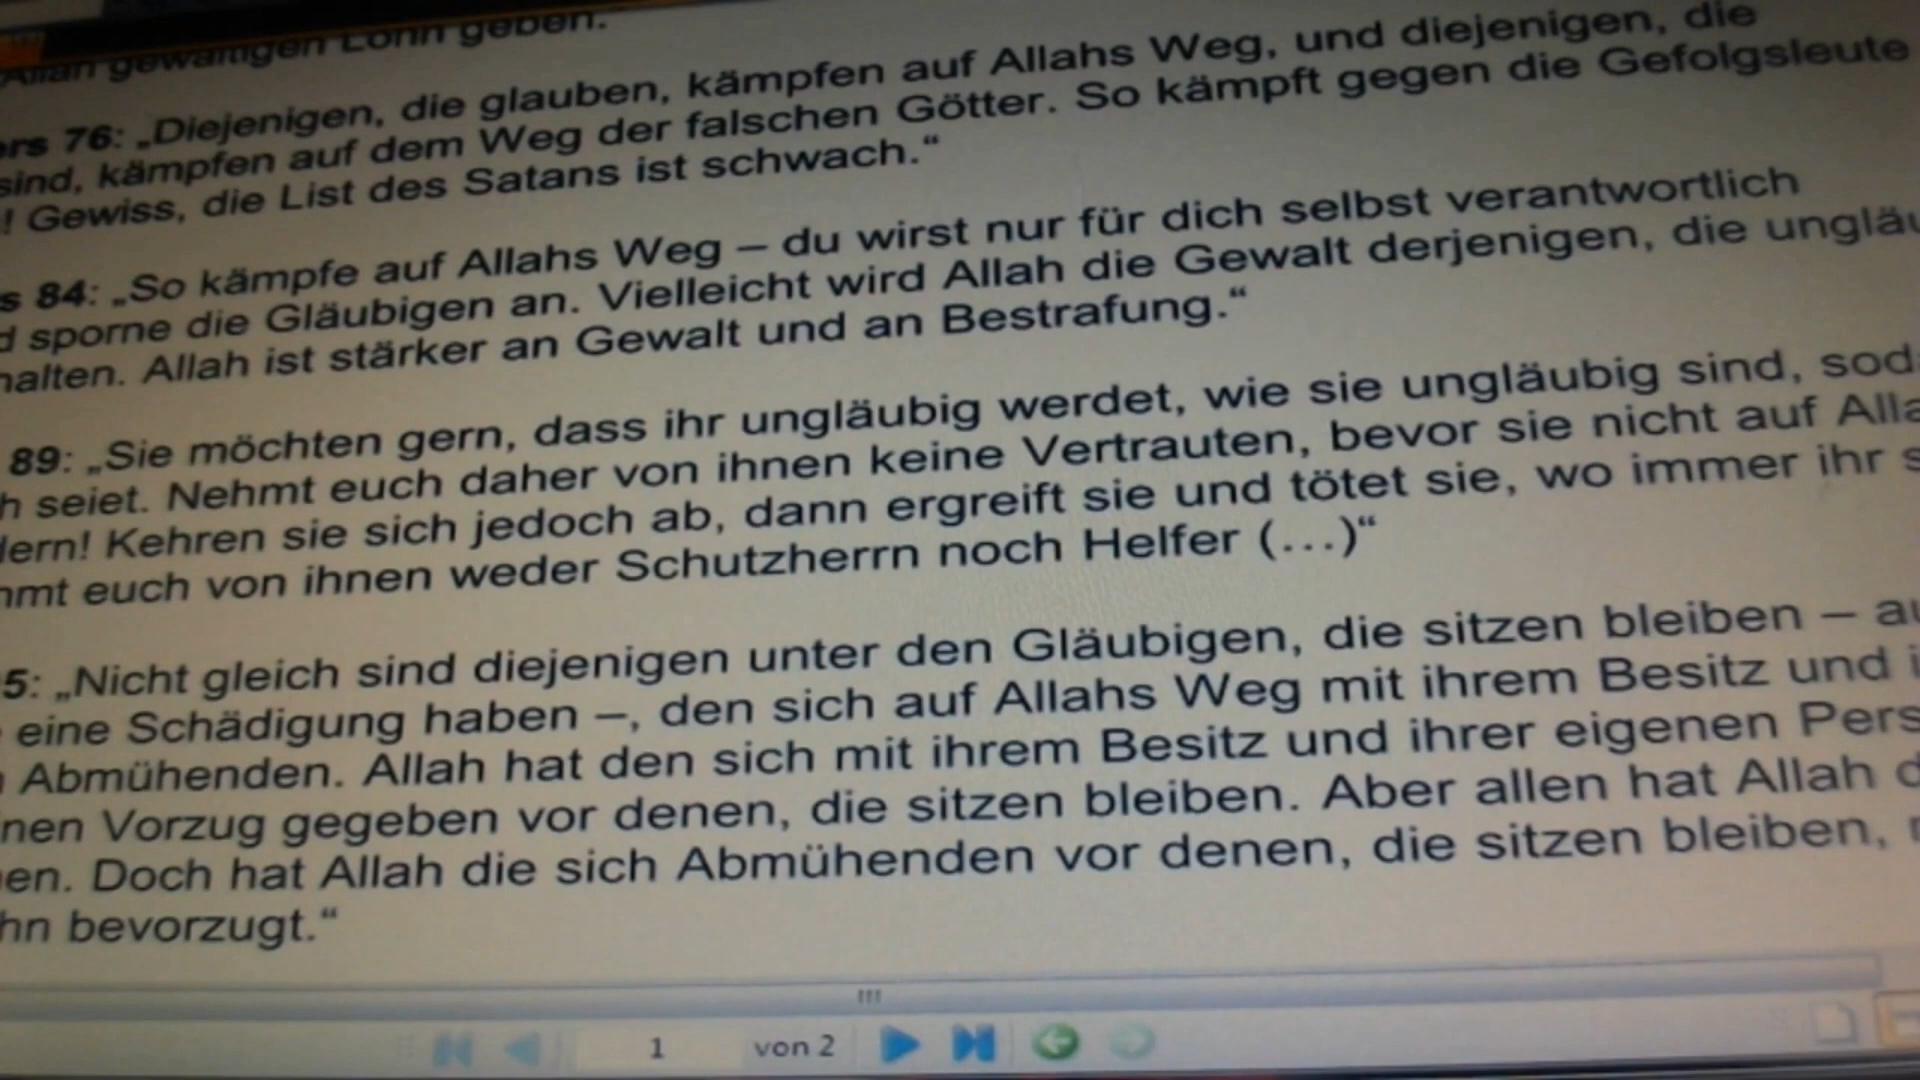 Allah gewaltigen Lohn geben.
76: „Diejenigen, die glauben, kämpfen auf Allahs Weg, und diejenigen, die
sind, kämpfen auf dem Weg der falschen Götter. So kämpft gegen die Gefolgsleute
! Gewiss, die List des Satans ist schwach.“
84: „So kämpfe auf Allahs Weg – du wirst nur für dich selbst verantwortlich
sporne die Gläubigen an. Vielleicht wird Allah die Gewalt derjenigen, die
halten. Allah ist stärker an Gewalt und an Bestrafung.“
89: „Sie möchten gern, dass ihr ungläubig werdet, wie sie ungläubig sind,
seiet. Nehmt euch daher von ihnen keine Vertrauten, bevor sie nicht auf
Kehren sie sich jedoch ab, dann ergreift sie und tötet sie, wo immer ihr
euch von ihnen weder Schutzherrn noch Helfer (…)“
5: „Nicht gleich sind diejenigen unter den Gläubigen, die sitzen bleiben –
eine Schädigung haben –, den sich auf Allahs Weg mit ihrem Besitz und
Abmühenden. Allah hat den sich mit ihrem Besitz und ihrer eigenen
Vorzug gegeben vor denen, die sitzen bleiben. Aber allen hat Allah
Doch hat Allah die sich Abmühenden vor denen, die sitzen bleiben,
bevorzugt.“
1 von 2